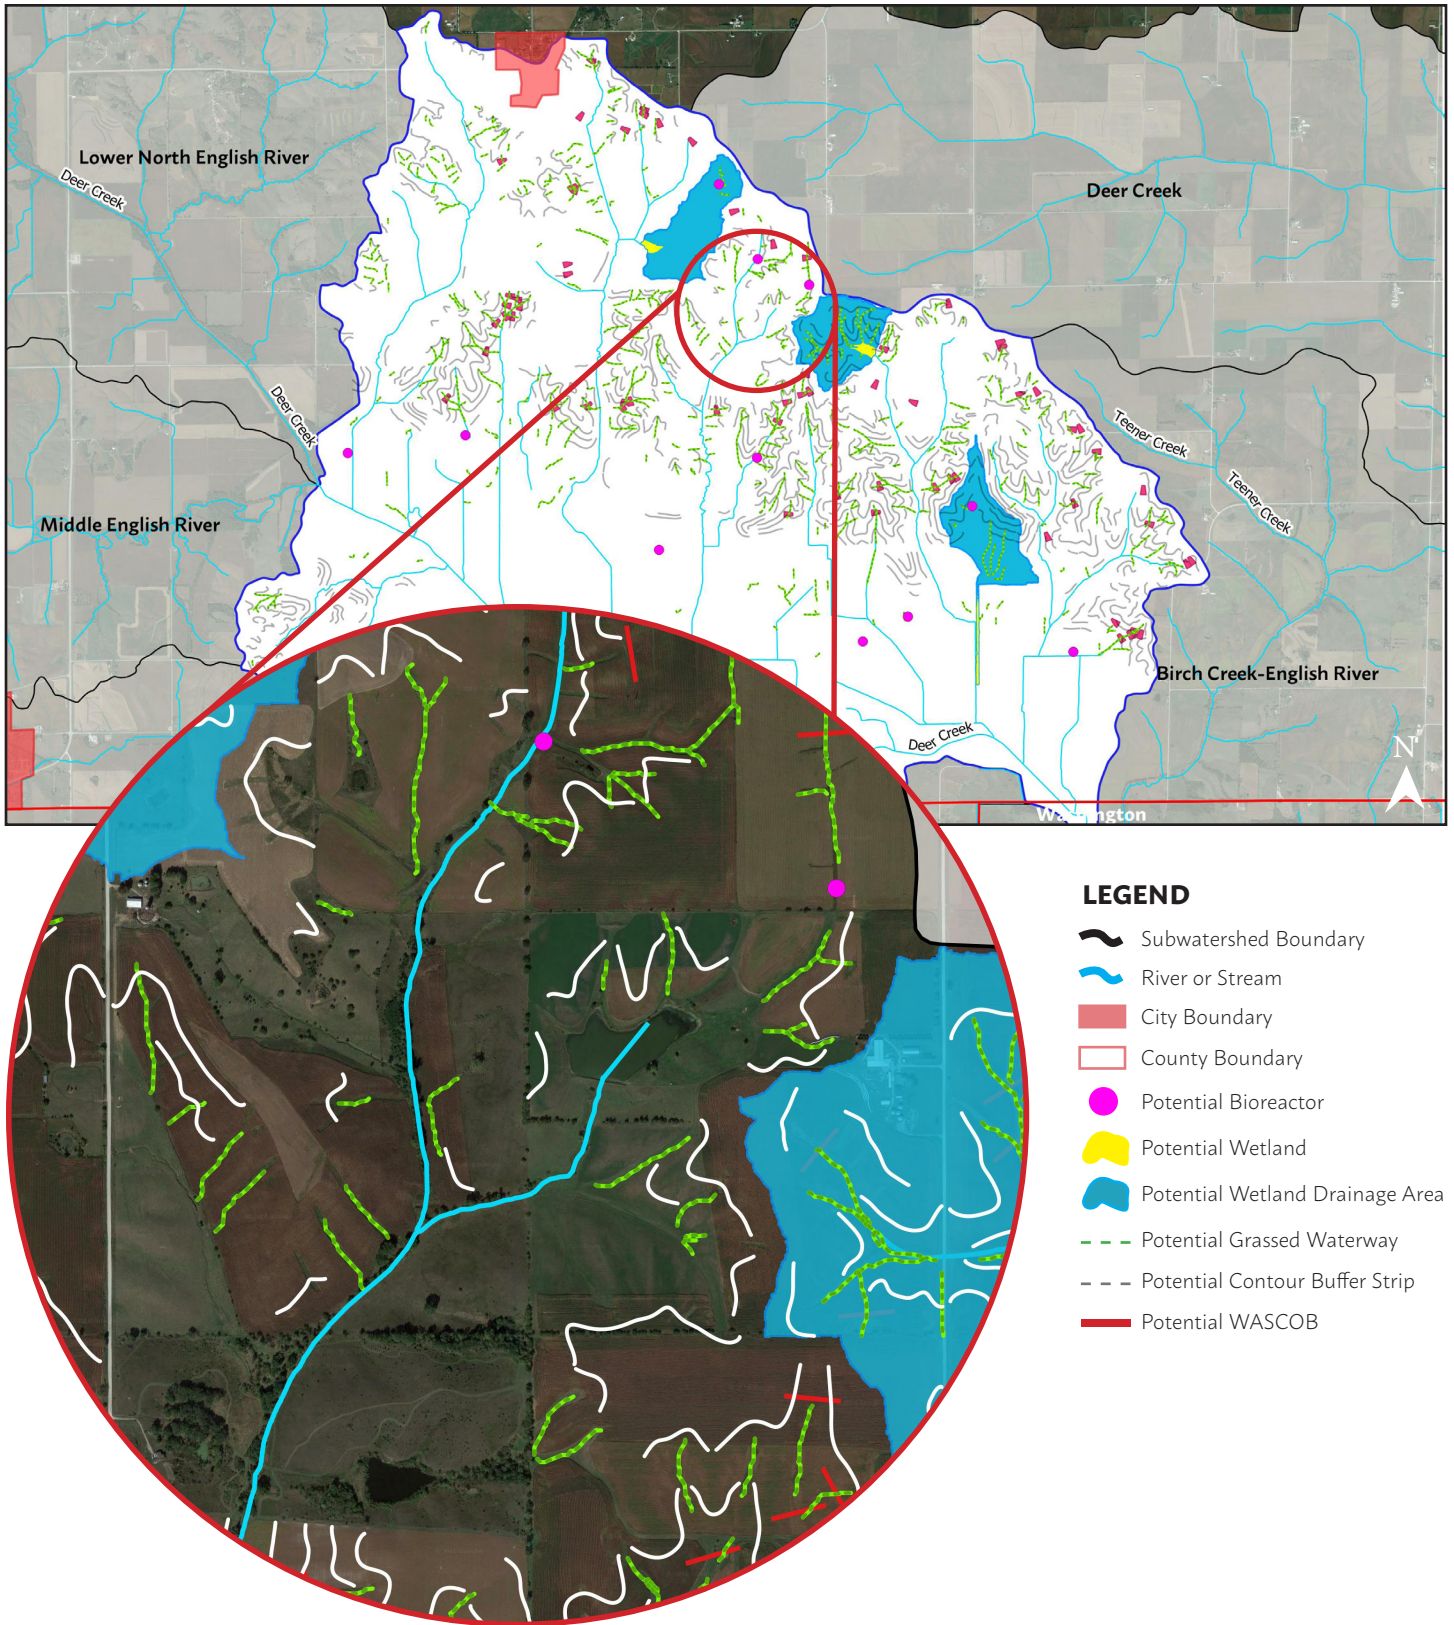 Lower North English River
Deer Creek
Deer Creek
Deer Creek
Middle English River
Teener Creek
Teener Creek
Birch Creek-English River
Deer Creek
N
LEGEND
Subwatershed Boundary
River or Stream
City Boundary
County Boundary
Potential Bioreactor
Potential Wetland
Potential Wetland Drainage Area
Potential Grassed Waterway
Potential Contour Buffer Strip
Potential WASCOB